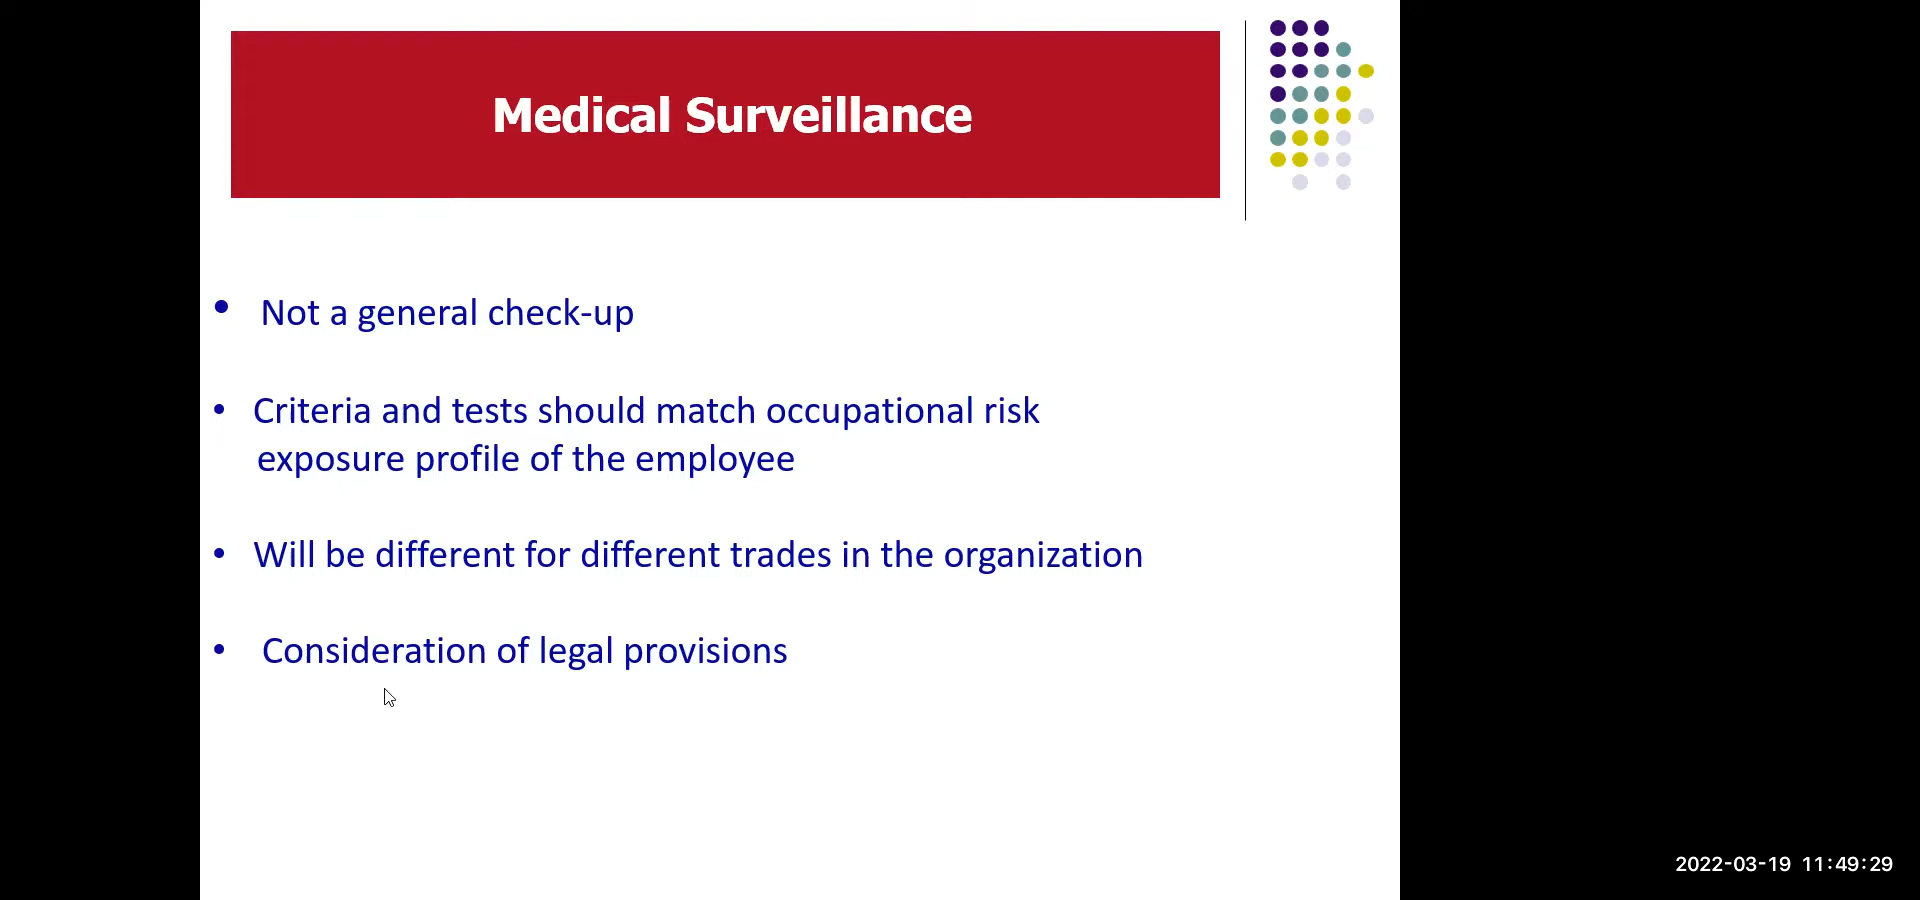 Medical Surveillance
• Not a general check-up
• Criteria and tests should match occupational risk
exposure profile of the employee
• Will be different for different trades in the organization
• Consideration of legal provisions
2022-03-19 11:49:29